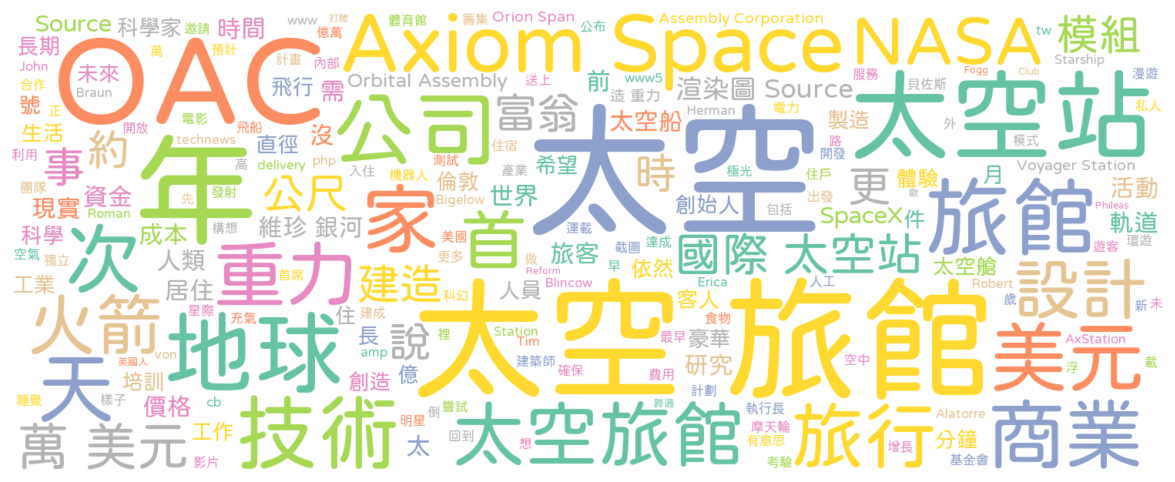 Source 科學家 邀請 時間 www 體育館 籌集 Orion Span 公布 Assembly Corporation tw 模組
長期 OAC 計畫 億萬 Axiom Space NASA
John 未來 萬 預計 內部 Starship
合作 Braun 飛行 需 Orbital Assembly 送上 前 www5 渲染圖 Source 服務 貝佐斯 Fogg Club 漫遊
號 正 公司 富翁 造 重力 Herman 電力 製造 太空站 私人
生活 開放 電影 飛船 直徑 沒 太空船 路 外 模式
利用 約 technews 年 測試 住宿 產業 希望 太空 開發
事 高 delivery php 入住 機器人 倫敦 時 極光 住戶 更 Voyager Station
團隊 資金 先 發射 公尺 家 Bigelow 世界 創始人 包括 出發 體驗 月 旅館 活動
現實 Roman 成本 構想 維珍 銀河 首 運載 SpaceX 件 歐 Phileas 軌道
科學 次 美國 旅客 截圖 達成 國際 太空站 遊客 環遊
空氣 獨立 人類 重力 更多 做 早 依然 太空艙
工業 居住 星際 首席 建造 人員 Reform Blincow Erica 客人 人工 Robert 設計 歲 新 未
火箭 地球 充氣 住 科幻 建成 太空 食物 旅館 AxStation
von 長 裡 Station Tim 最早 豪華 美元
英國人 天 培訓 amp 說 建築師 確保 研究 空中 浮 載
睡覺 樣子 價格 cb 創造 億 費用 計劃
工作 技術 明星 倒 嘗試 太空旅館 跨過 執行長 旅行 Alatorre 商業
萬 美元 影片 太 回到 想 摩天輪 有意思 增長 分鐘
考驗 基金會
打賭